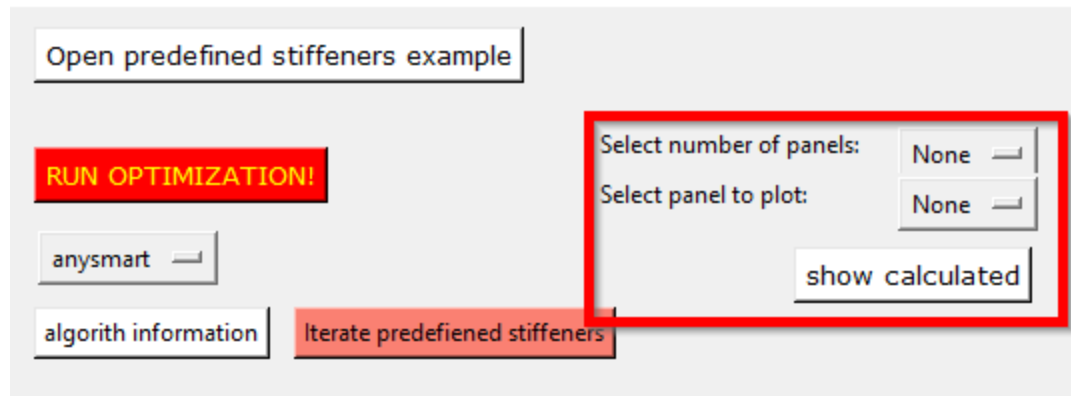 Open predefined stiffeners example
Select number of panels: None
RUN OPTIMIZATION!
Select panel to plot: None
anysmart
show calculated
algorith information
Iterate predefiened stiffeners